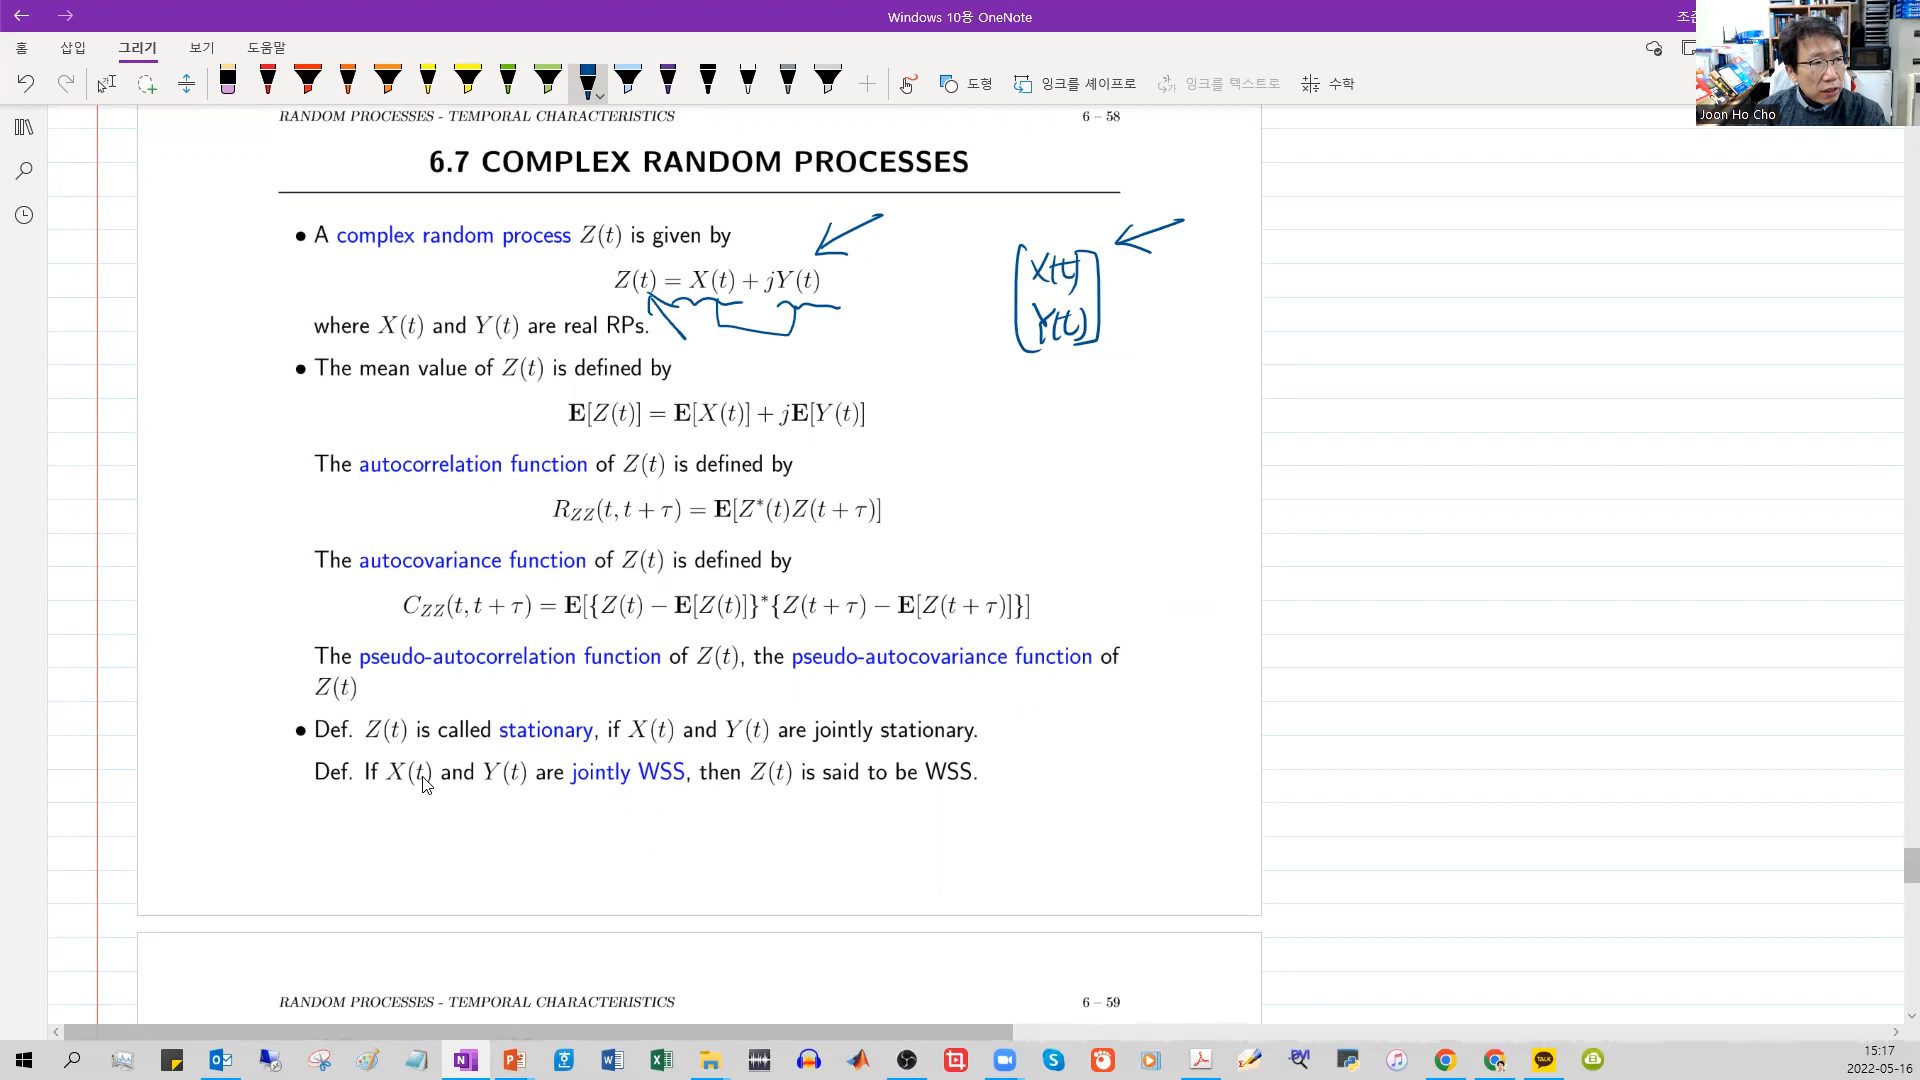 Windows 10용 OneNote
홈 삽입 그리기 보기 도움말
도형 잉크를 셰이프로 잉크를 텍스트로 수학
Joon Ho Cho
RANDOM PROCESSES - TEMPORAL CHARACTERISTICS 6 – 58
6.7 COMPLEX RANDOM PROCESSES
• A complex random process Z(t) is given by
Z(t) = X(t) + jY(t)
X(t)
Y(t)
where X(t) and Y(t) are real RPs.
• The mean value of Z(t) is defined by
E[Z(t)] = E[X(t)] + jE[Y(t)]
The autocorrelation function of Z(t) is defined by
R_ZZ(t, t + τ) = E[Z*(t)Z(t + τ)]
The autocovariance function of Z(t) is defined by
C_ZZ(t, t + τ) = E[{Z(t) − E[Z(t)]}*{Z(t + τ) − E[Z(t + τ)]}]
The pseudo-autocorrelation function of Z(t), the pseudo-autocovariance function of
Z(t)
• Def. Z(t) is called stationary, if X(t) and Y(t) are jointly stationary.
Def. If X(t) and Y(t) are jointly WSS, then Z(t) is said to be WSS.
RANDOM PROCESSES - TEMPORAL CHARACTERISTICS 6 – 59
15:17
2022-05-16